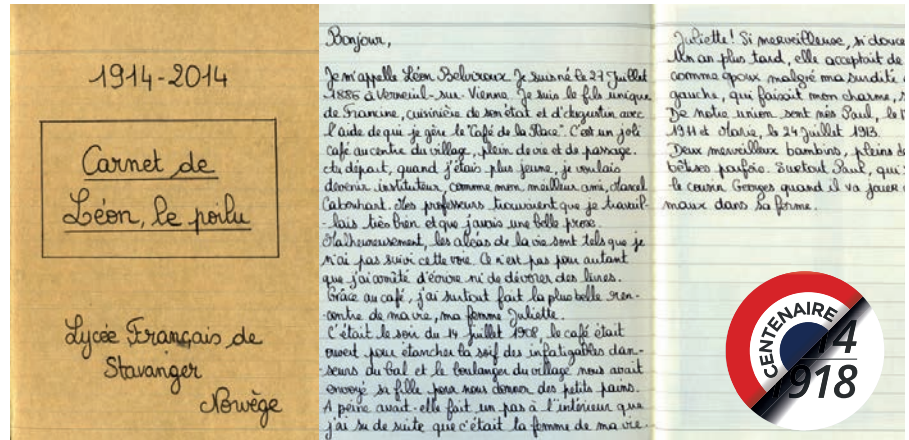 1914-2014
Carnet de
Léon, le poilu
Lycée Français de
Stavanger
Norvège
Bonjour,
Je m'appelle Léon Belviroux. Je suis né le 27 Juillet
1885 à Verneuil-sur-Vienne. Je suis le fils unique
de Francine, cuisinière de son état et d'Augustin avec
l'aide de qui je gère le "Café de la Place". C'est un joli
café au centre du village, plein de vie et de passage.
Au départ, quand j'étais plus jeune, je voulais
devenir instituteur, comme mon meilleur ami, Marcel
Mes professeurs trouvaient que je travail-
-lais très bien et que j'avais une belle prose.
Malheureusement, les aléas de la vie sont tels que je
n'ai pas suivi cette voie. Ce n'est pas pour autant
que j'ai arrêté d'écrire ni de dévorer des livres.
Grâce au café, j'ai surtout fait la plus belle ren-
-contre de ma vie, ma femme Juliette.
C'était le soir du 14 juillet 1908, le café était
ouvert pour étancher la soif des infatigables dan-
-seurs du bal et le boulanger du village nous avait
envoyé sa fille pour nous donner des petits pains.
A peine avait-elle fait un pas à l'intérieur que
j'ai su de suite que c'était la femme de ma vie.
Juliette! Si merveilleuse, si douce
Un an plus tard, elle acceptait de
comme époux malgré ma surdité
gauche, qui faisait mon charme,
De notre union sont nés Paul, le
1911 et Marie, le 24 juillet 1913.
Deux merveilleux bambins, pleins de
bêtises parfois. Surtout Paul, qui
le cousin Georges quand il va jouer
maux dans sa ferme.
CENTENAIRE
14
1918